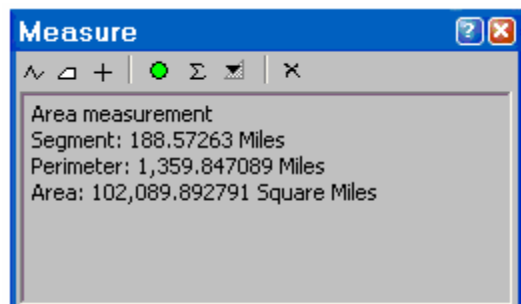 Measure
Area measurement
Segment: 188.57263 Miles
Perimeter: 1,359.847089 Miles
Area: 102,089.892791 Square Miles